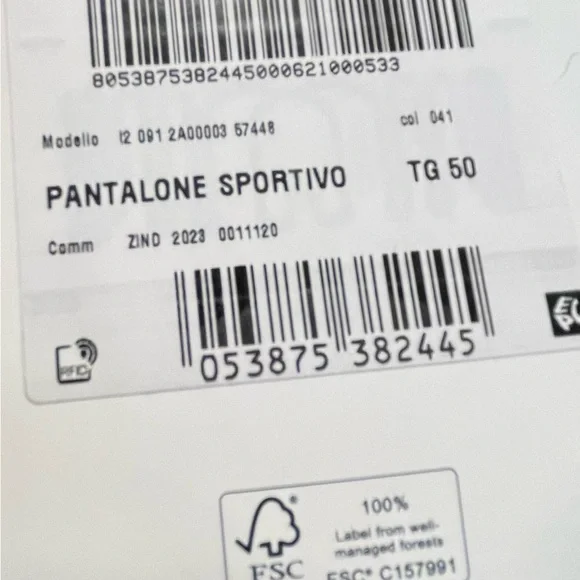 8053875382445000621000533
Modello I2 091 2A00003 57448 col 041
PANTALONE SPORTIVO TG 50
Comm ZIND 2023 0011120
053875 382445
RFID
EPC
100%
Label from well-
managed forests
FSC
FSC® C157991